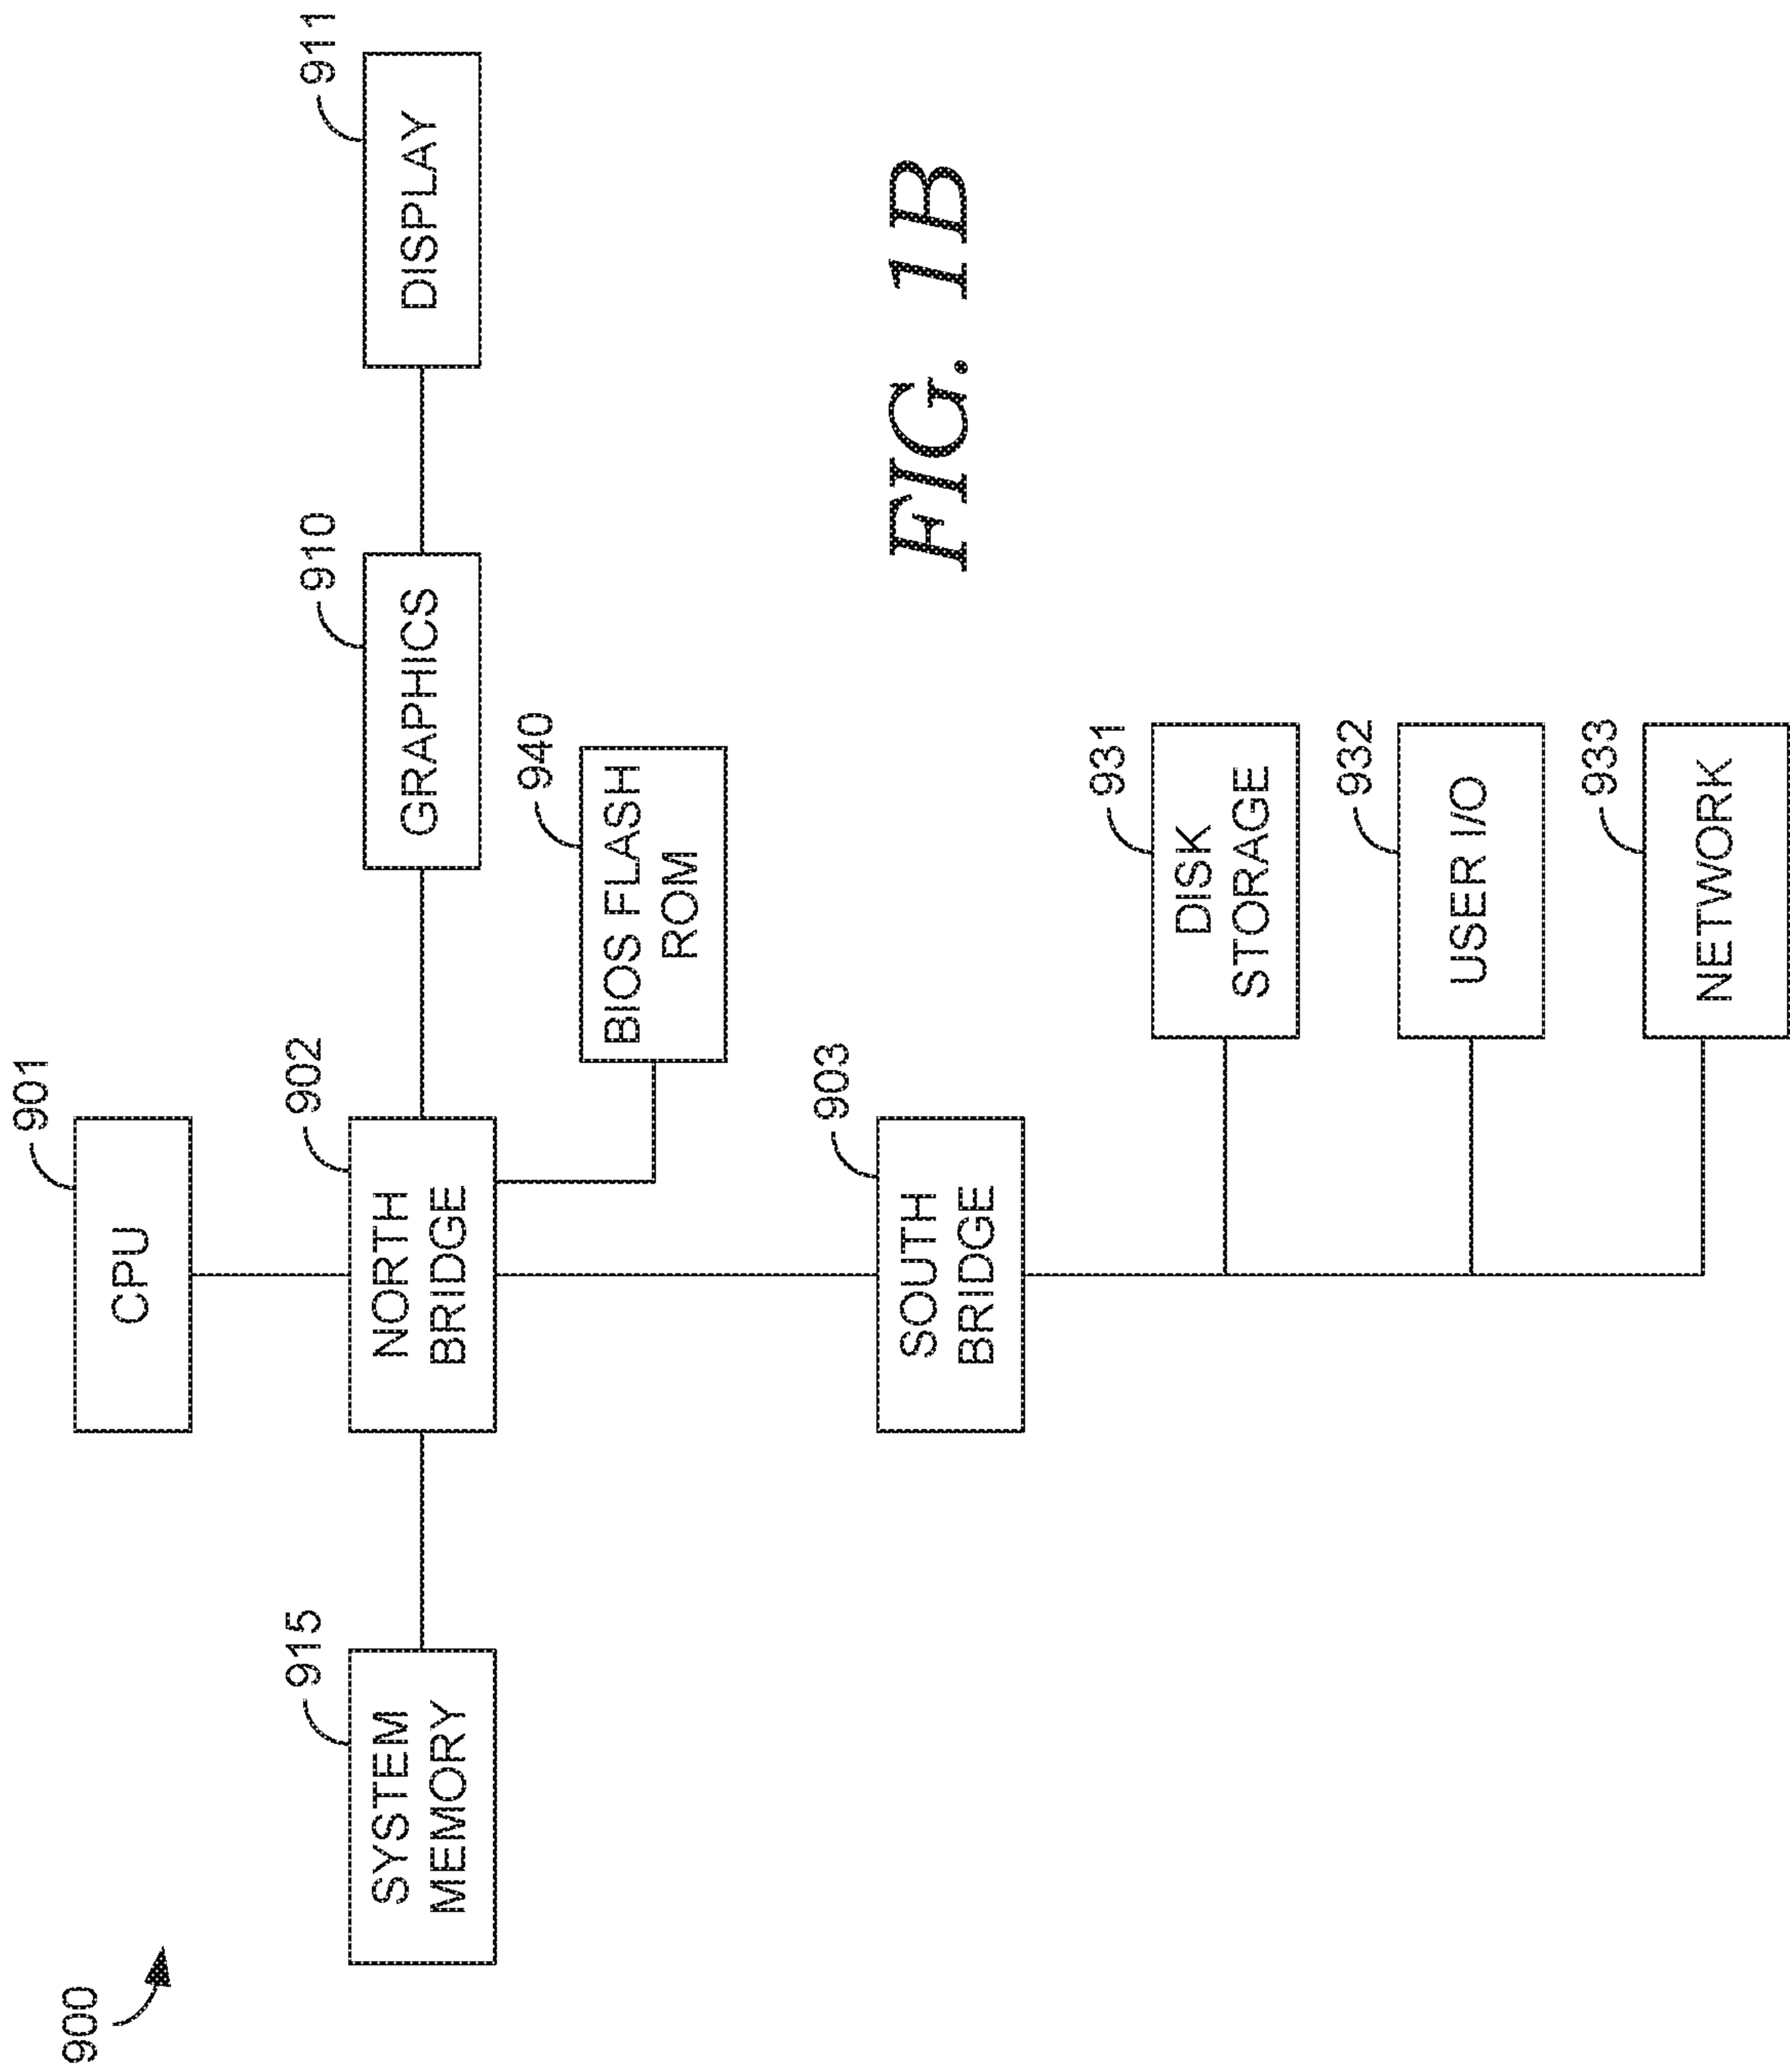 900
901
CPU
915
SYSTEM
MEMORY
902
NORTH
BRIDGE
910
GRAPHICS
911
DISPLAY
940
BIOS FLASH
ROM
903
SOUTH
BRIDGE
931
DISK
STORAGE
932
USER I/O
933
NETWORK
FIG. 1B